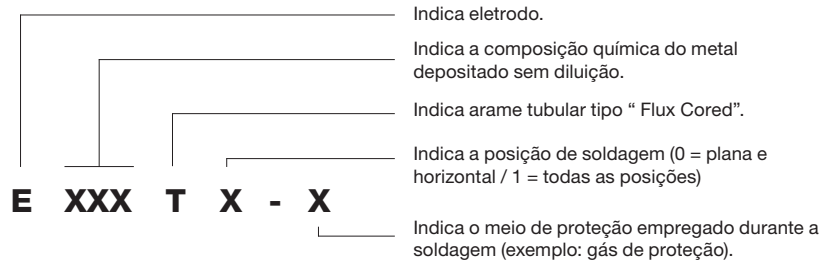 Indica eletrodo.
Indica a composição química do metal
depositado sem diluição.
Indica arame tubular tipo “ Flux Cored”.
Indica a posição de soldagem (0 = plana e
horizontal / 1 = todas as posições)
E XXX T X - X
Indica o meio de proteção empregado durante a
soldagem (exemplo: gás de proteção).